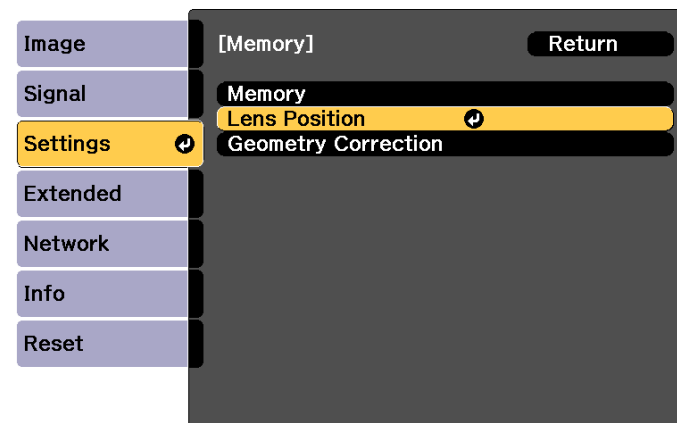 Image
Signal
Settings
Extended
Network
Info
Reset
[Memory]
Return
Memory
Lens Position
Geometry Correction